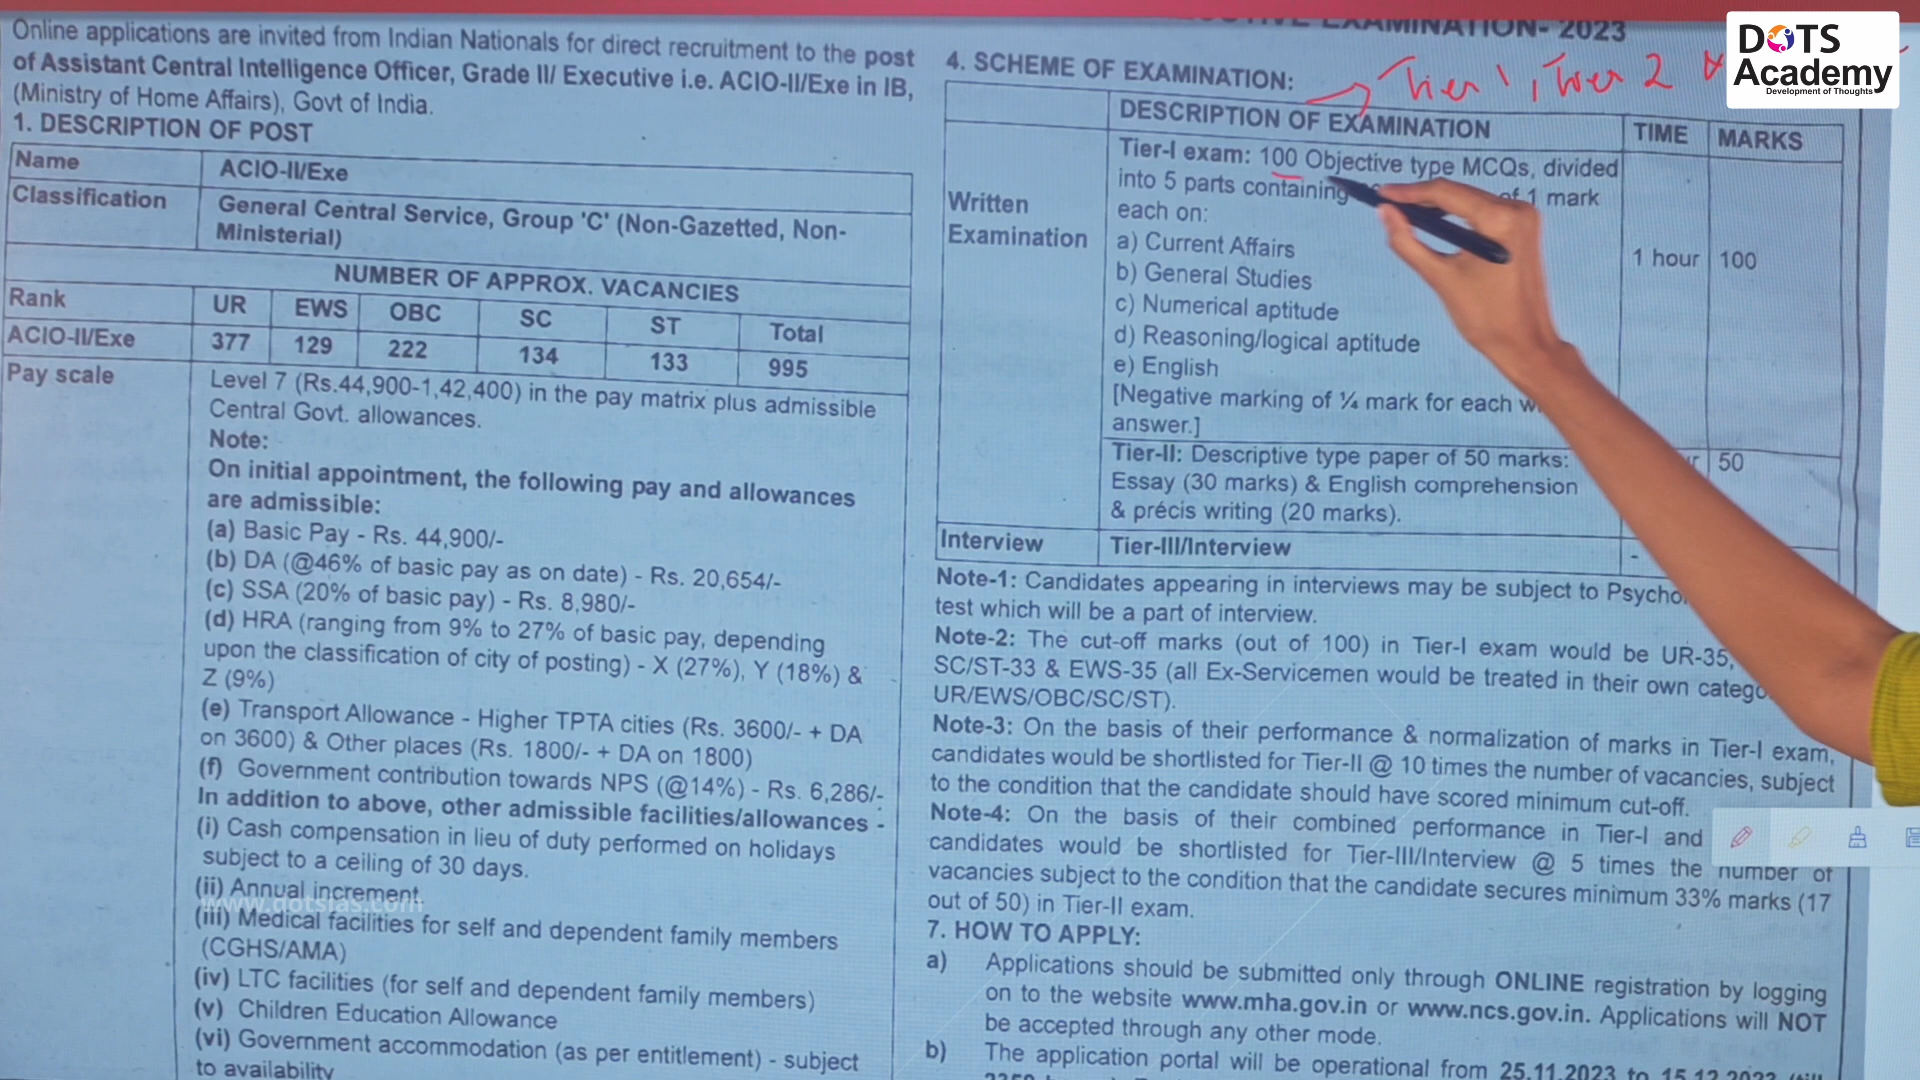 Online applications are invited from Indian Nationals for direct recruitment to the post
of Assistant Central Intelligence Officer, Grade II/ Executive i.e. ACIO-II/Exe in IB,
(Ministry of Home Affairs), Govt of India.
1. DESCRIPTION OF POST
Name ACIO-II/Exe
Classification General Central Service, Group 'C' (Non-Gazetted, Non-
Ministerial)
NUMBER OF APPROX. VACANCIES
Rank UR EWS OBC SC ST Total
ACIO-II/Exe 377 129 222 134 133 995
Pay scale Level 7 (Rs.44,900-1,42,400) in the pay matrix plus admissible
Central Govt. allowances.
Note:
On initial appointment, the following pay and allowances
are admissible:
(a) Basic Pay - Rs. 44,900/-
(b) DA (@46% of basic pay as on date) - Rs. 20,654/-
(c) SSA (20% of basic pay) - Rs. 8,980/-
(d) HRA (ranging from 9% to 27% of basic pay, depending
upon the classification of city of posting) - X (27%), Y (18%) &
Z (9%)
(e) Transport Allowance - Higher TPTA cities (Rs. 3600/- + DA
on 3600) & Other places (Rs. 1800/- + DA on 1800)
(f) Government contribution towards NPS (@14%) - Rs. 6,286/-
In addition to above, other admissible facilities/allowances -
(i) Cash compensation in lieu of duty performed on holidays
subject to a ceiling of 30 days.
(ii) Annual increment
www.dotsias.com
(iii) Medical facilities for self and dependent family members
(CGHS/AMA)
(iv) LTC facilities (for self and dependent family members)
(v) Children Education Allowance
(vi) Government accommodation (as per entitlement) - subject
to availability
EXAMINATION- 2023
4. SCHEME OF EXAMINATION:
Tier 1, Tier 2
DOTS
Academy
Development of Thoughts
DESCRIPTION OF EXAMINATION TIME MARKS
Written
Examination
Tier-I exam: 100 Objective type MCQs, divided
into 5 parts containing of 1 mark
each on:
a) Current Affairs
b) General Studies
1 hour 100
c) Numerical aptitude
d) Reasoning/logical aptitude
e) English
[Negative marking of ¼ mark for each
answer.]
Tier-II: Descriptive type paper of 50 marks: 50
Essay (30 marks) & English comprehension
& précis writing (20 marks).
Interview Tier-III/Interview -
Note-1: Candidates appearing in interviews may be subject to
test which will be a part of interview.
Note-2: The cut-off marks (out of 100) in Tier-I exam would be UR-35,
SC/ST-33 & EWS-35 (all Ex-Servicemen would be treated in their own
UR/EWS/OBC/SC/ST).
Note-3: On the basis of their performance & normalization of marks in Tier-I exam,
candidates would be shortlisted for Tier-II @ 10 times the number of vacancies, subject
to the condition that the candidate should have scored minimum cut-off.
Note-4: On the basis of their combined performance in Tier-I and
candidates would be shortlisted for Tier-III/Interview @ 5 times the number of
vacancies subject to the condition that the candidate secures minimum 33% marks (17
out of 50) in Tier-II exam.
7. HOW TO APPLY:
a) Applications should be submitted only through ONLINE registration by logging
on to the website www.mha.gov.in or www.ncs.gov.in. Applications will NOT
be accepted through any other mode.
b) The application portal will be operational from 25.11.2023 to 15.12.2023